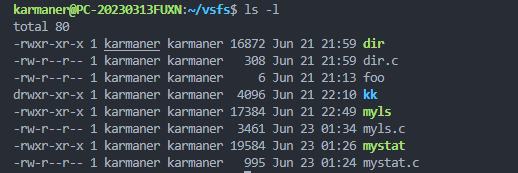 karmaner@PC-20230313FUXN:~/vsfs$ ls -l
total 80
-rwxr-xr-x 1 karmaner karmaner 16872 Jun 21 21:59 dir
-rw-r--r-- 1 karmaner karmaner   308 Jun 21 21:59 dir.c
-rw-r--r-- 1 karmaner karmaner     6 Jun 21 21:13 foo
drwxr-xr-x 1 karmaner karmaner  4096 Jun 21 22:10 kk
-rwxr-xr-x 1 karmaner karmaner 17384 Jun 21 22:49 myls
-rw-r--r-- 1 karmaner karmaner  3461 Jun 23 01:34 myls.c
-rwxr-xr-x 1 karmaner karmaner 19584 Jun 23 01:26 mystat
-rw-r--r-- 1 karmaner karmaner   995 Jun 23 01:24 mystat.c